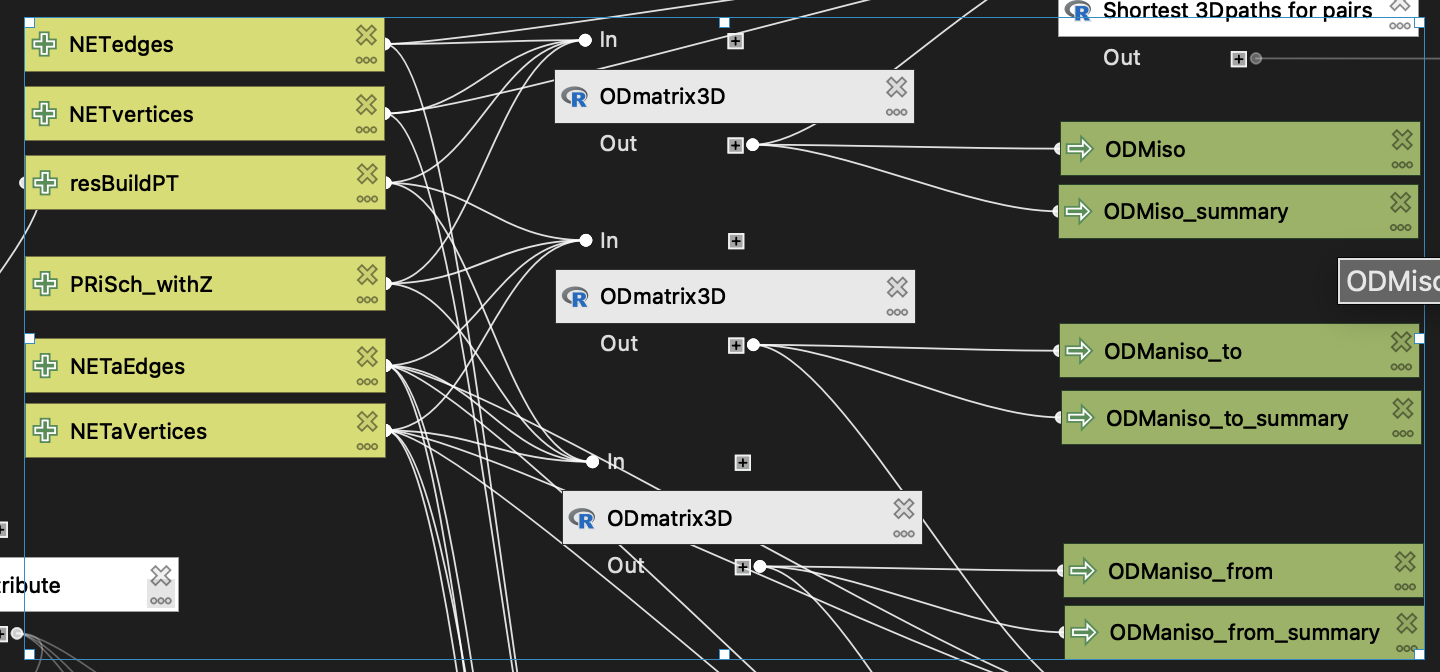 Shortest 3Dpaths for pairs
Out
NETedges
NETvertices
resBuildPT
PRiSch_withZ
NETaEdges
NETaVertices
tribute
In
R ODmatrix3D
Out
In
R ODmatrix3D
Out
In
R ODmatrix3D
Out
ODMiso
ODMiso_summary
ODMiso
ODManiso_to
ODManiso_to_summary
ODManiso_from
ODManiso_from_summary